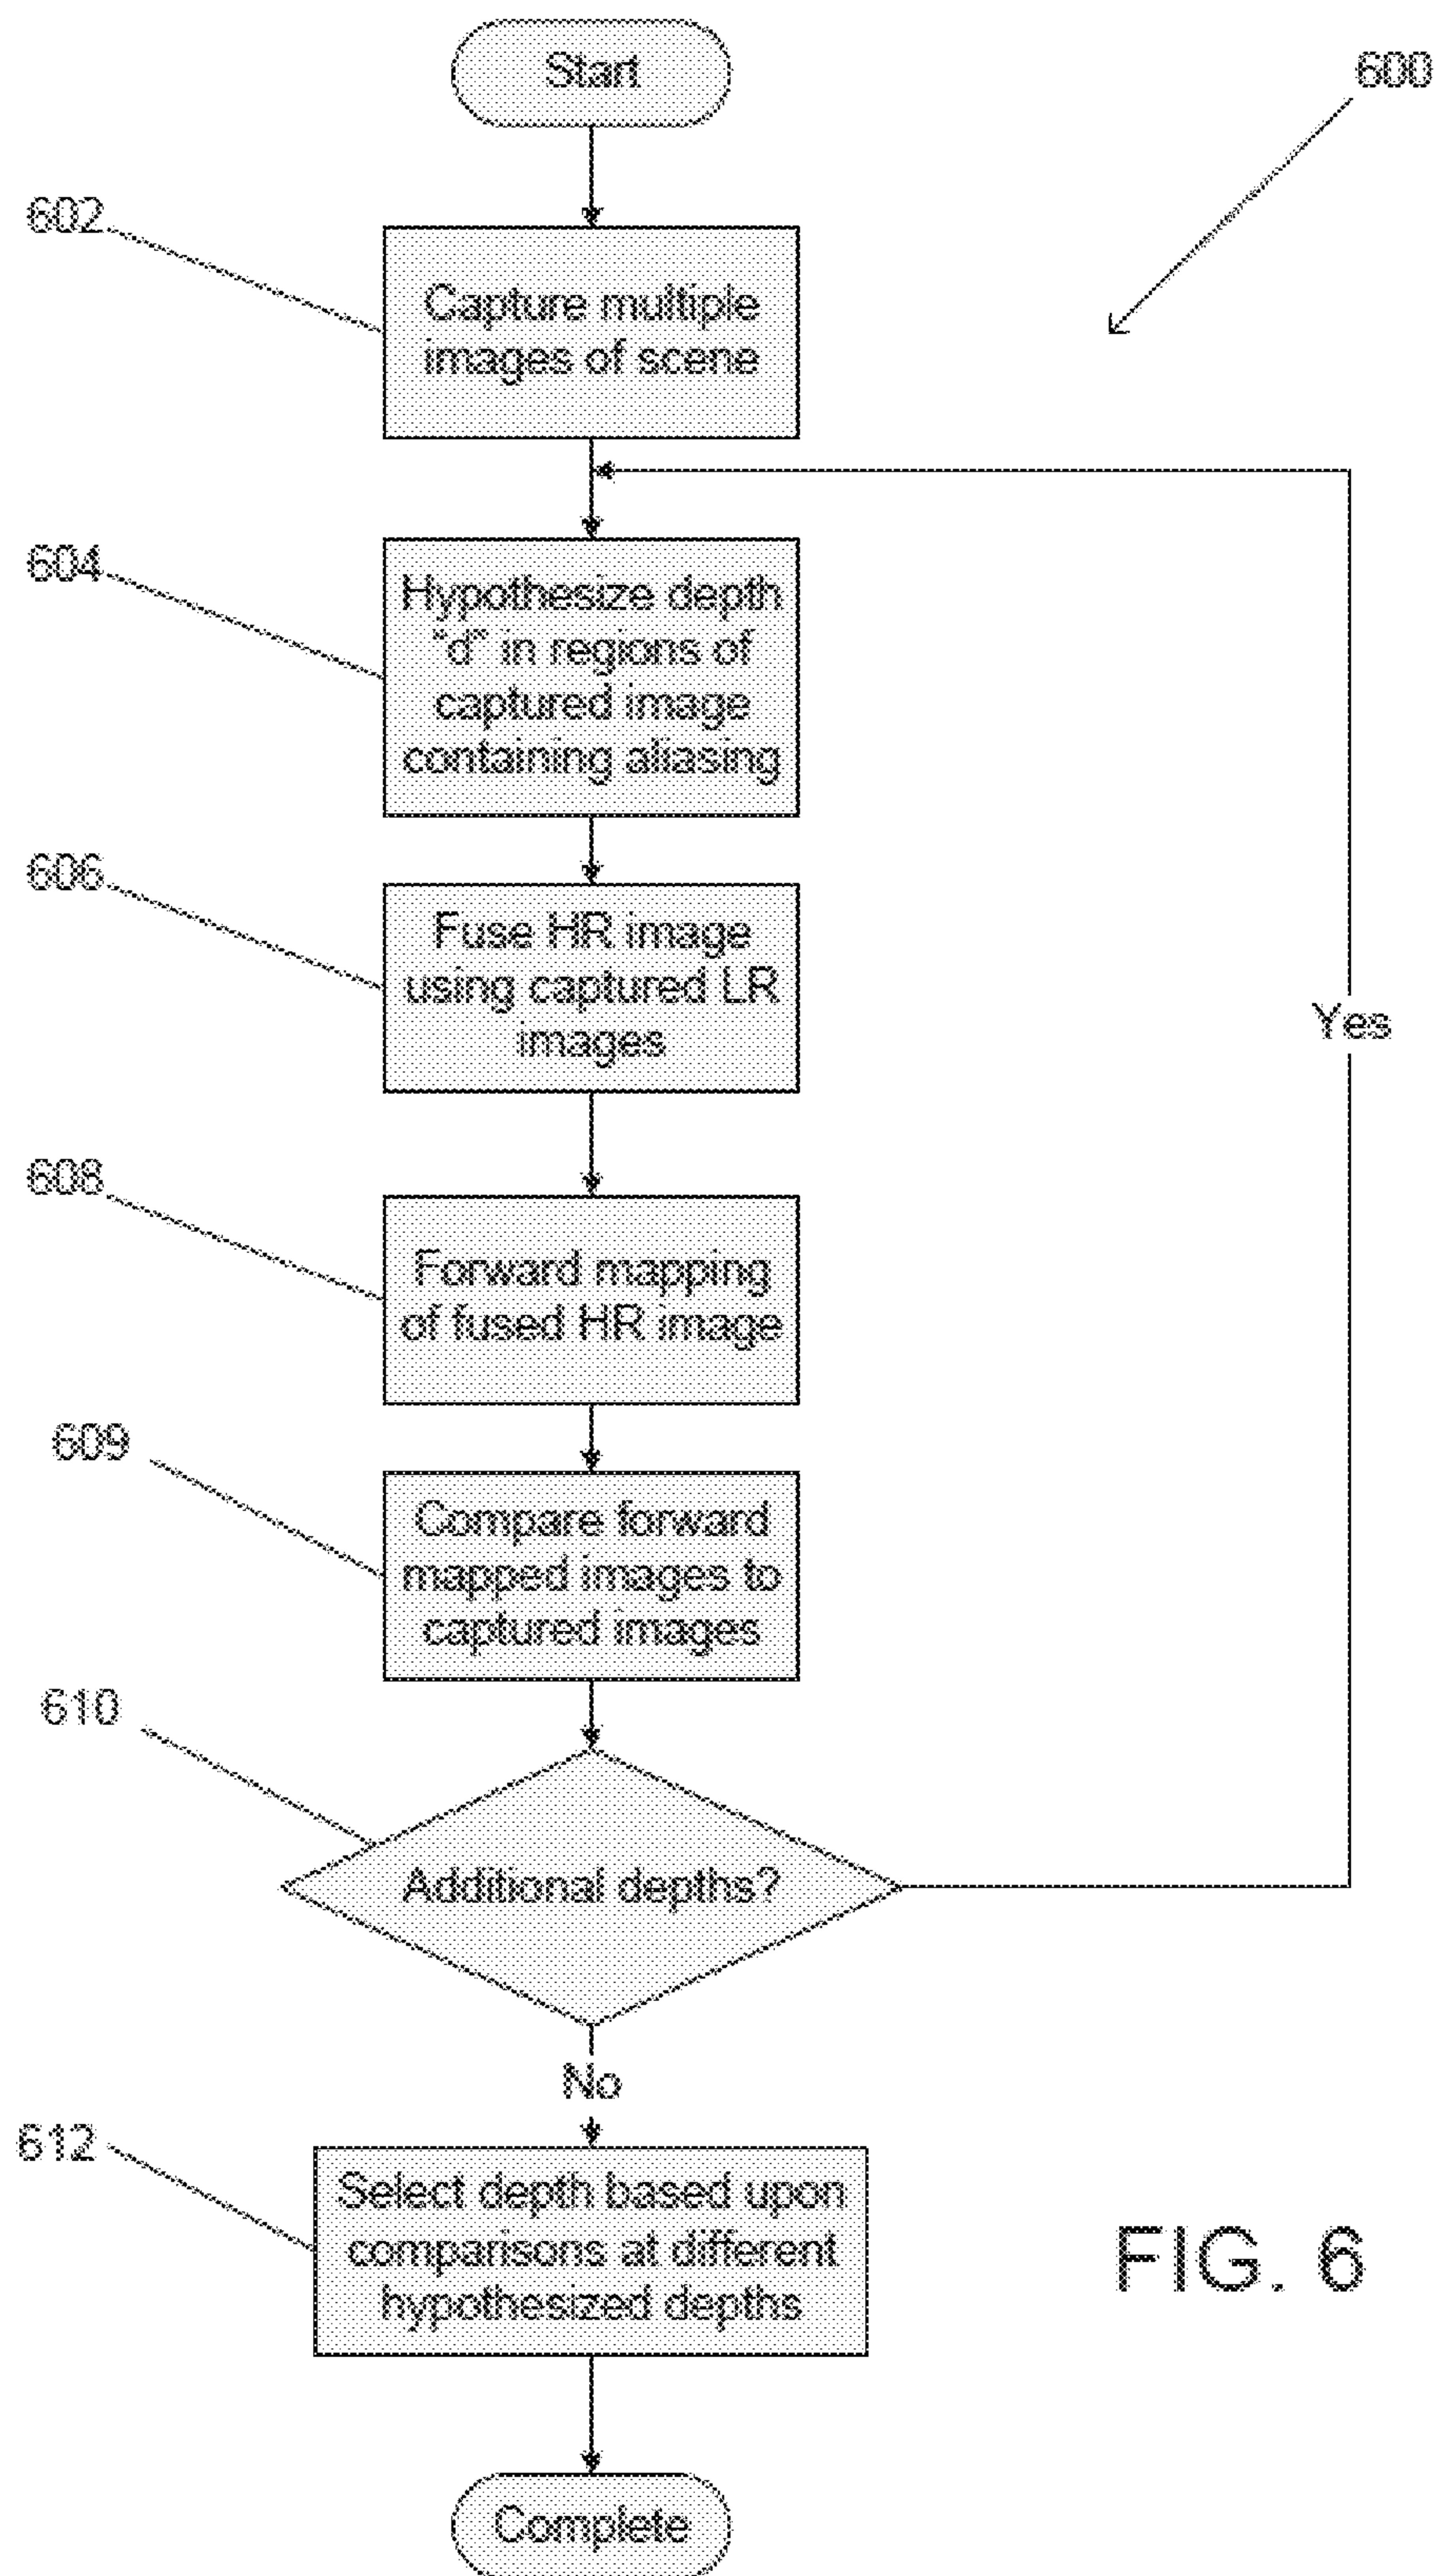 Start
600
602
Capture multiple
images of scene
604
Hypothesize depth
"d" in regions of
captured image
containing aliasing
606
Fuse HR image
using captured LR
images
Yes
608
Forward mapping
of fused HR image
609
Compare forward
mapped images to
captured images
610
Additional depths?
No
612
Select depth based upon
comparisons at different
hypothesized depths
FIG. 6
Complete